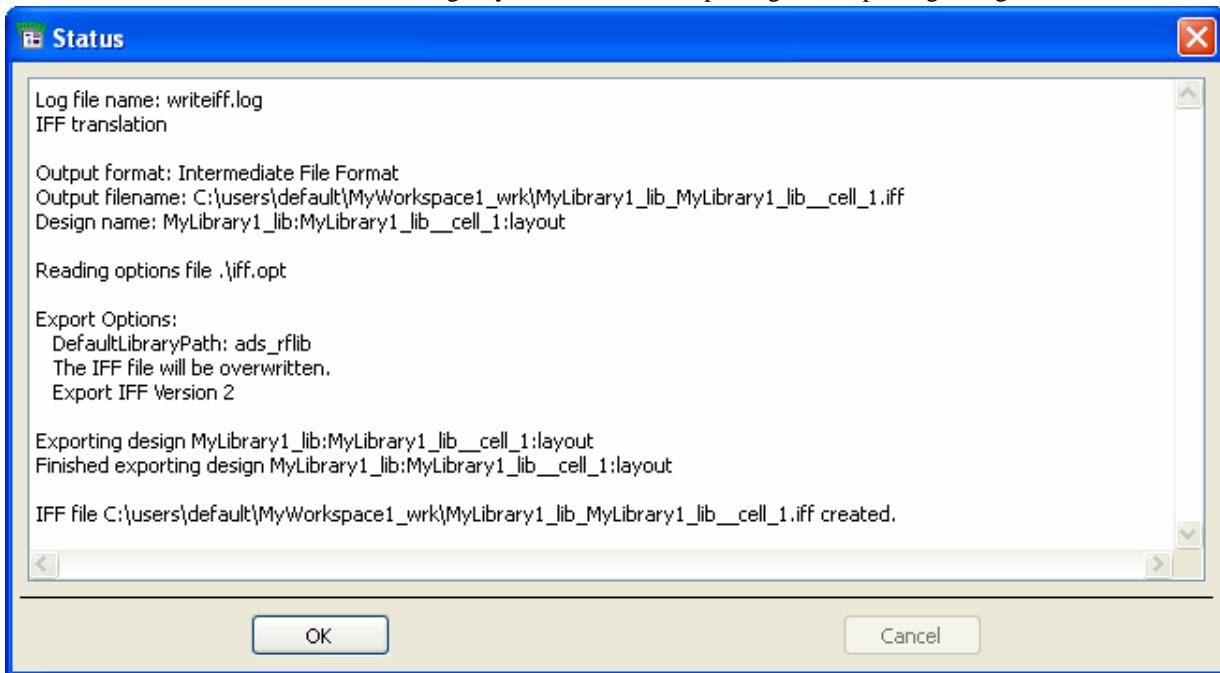 Status
Log file name: writeiff.log
IFF translation
Output format: Intermediate File Format
Output filename: C:\users\default\MyWorkspace1_wrk\MyLibrary1_lib_MyLibrary1_lib__cell_1.iff
Design name: MyLibrary1_lib:MyLibrary1_lib__cell_1:layout
Reading options file .\iff.opt
Export Options:
DefaultLibraryPath: ads_rflib
The IFF file will be overwritten.
Export IFF Version 2
Exporting design MyLibrary1_lib:MyLibrary1_lib__cell_1:layout
Finished exporting design MyLibrary1_lib:MyLibrary1_lib__cell_1:layout
IFF file C:\users\default\MyWorkspace1_wrk\MyLibrary1_lib_MyLibrary1_lib__cell_1.iff created.
OK
Cancel